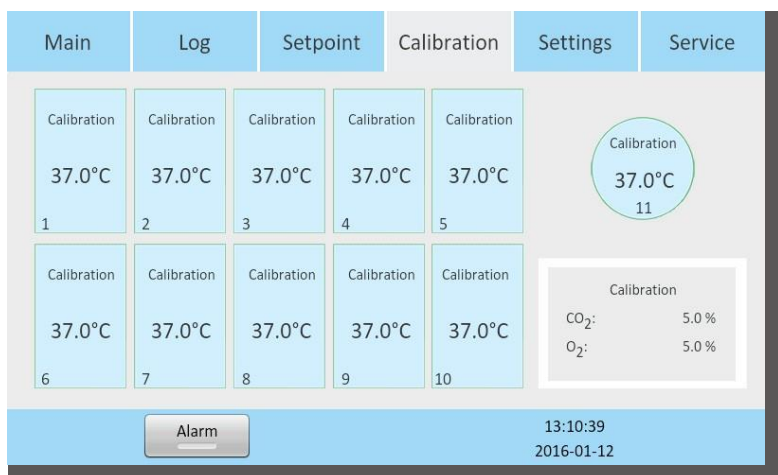 Main Log Setpoint Calibration Settings Service
Calibration Calibration Calibration Calibration Calibration
37.0°C 37.0°C 37.0°C 37.0°C 37.0°C
1 2 3 4 5
Calibration
37.0°C
11
Calibration Calibration Calibration Calibration Calibration
37.0°C 37.0°C 37.0°C 37.0°C 37.0°C
6 7 8 9 10
Calibration
CO₂: 5.0 %
O₂: 5.0 %
Alarm
13:10:39
2016-01-12